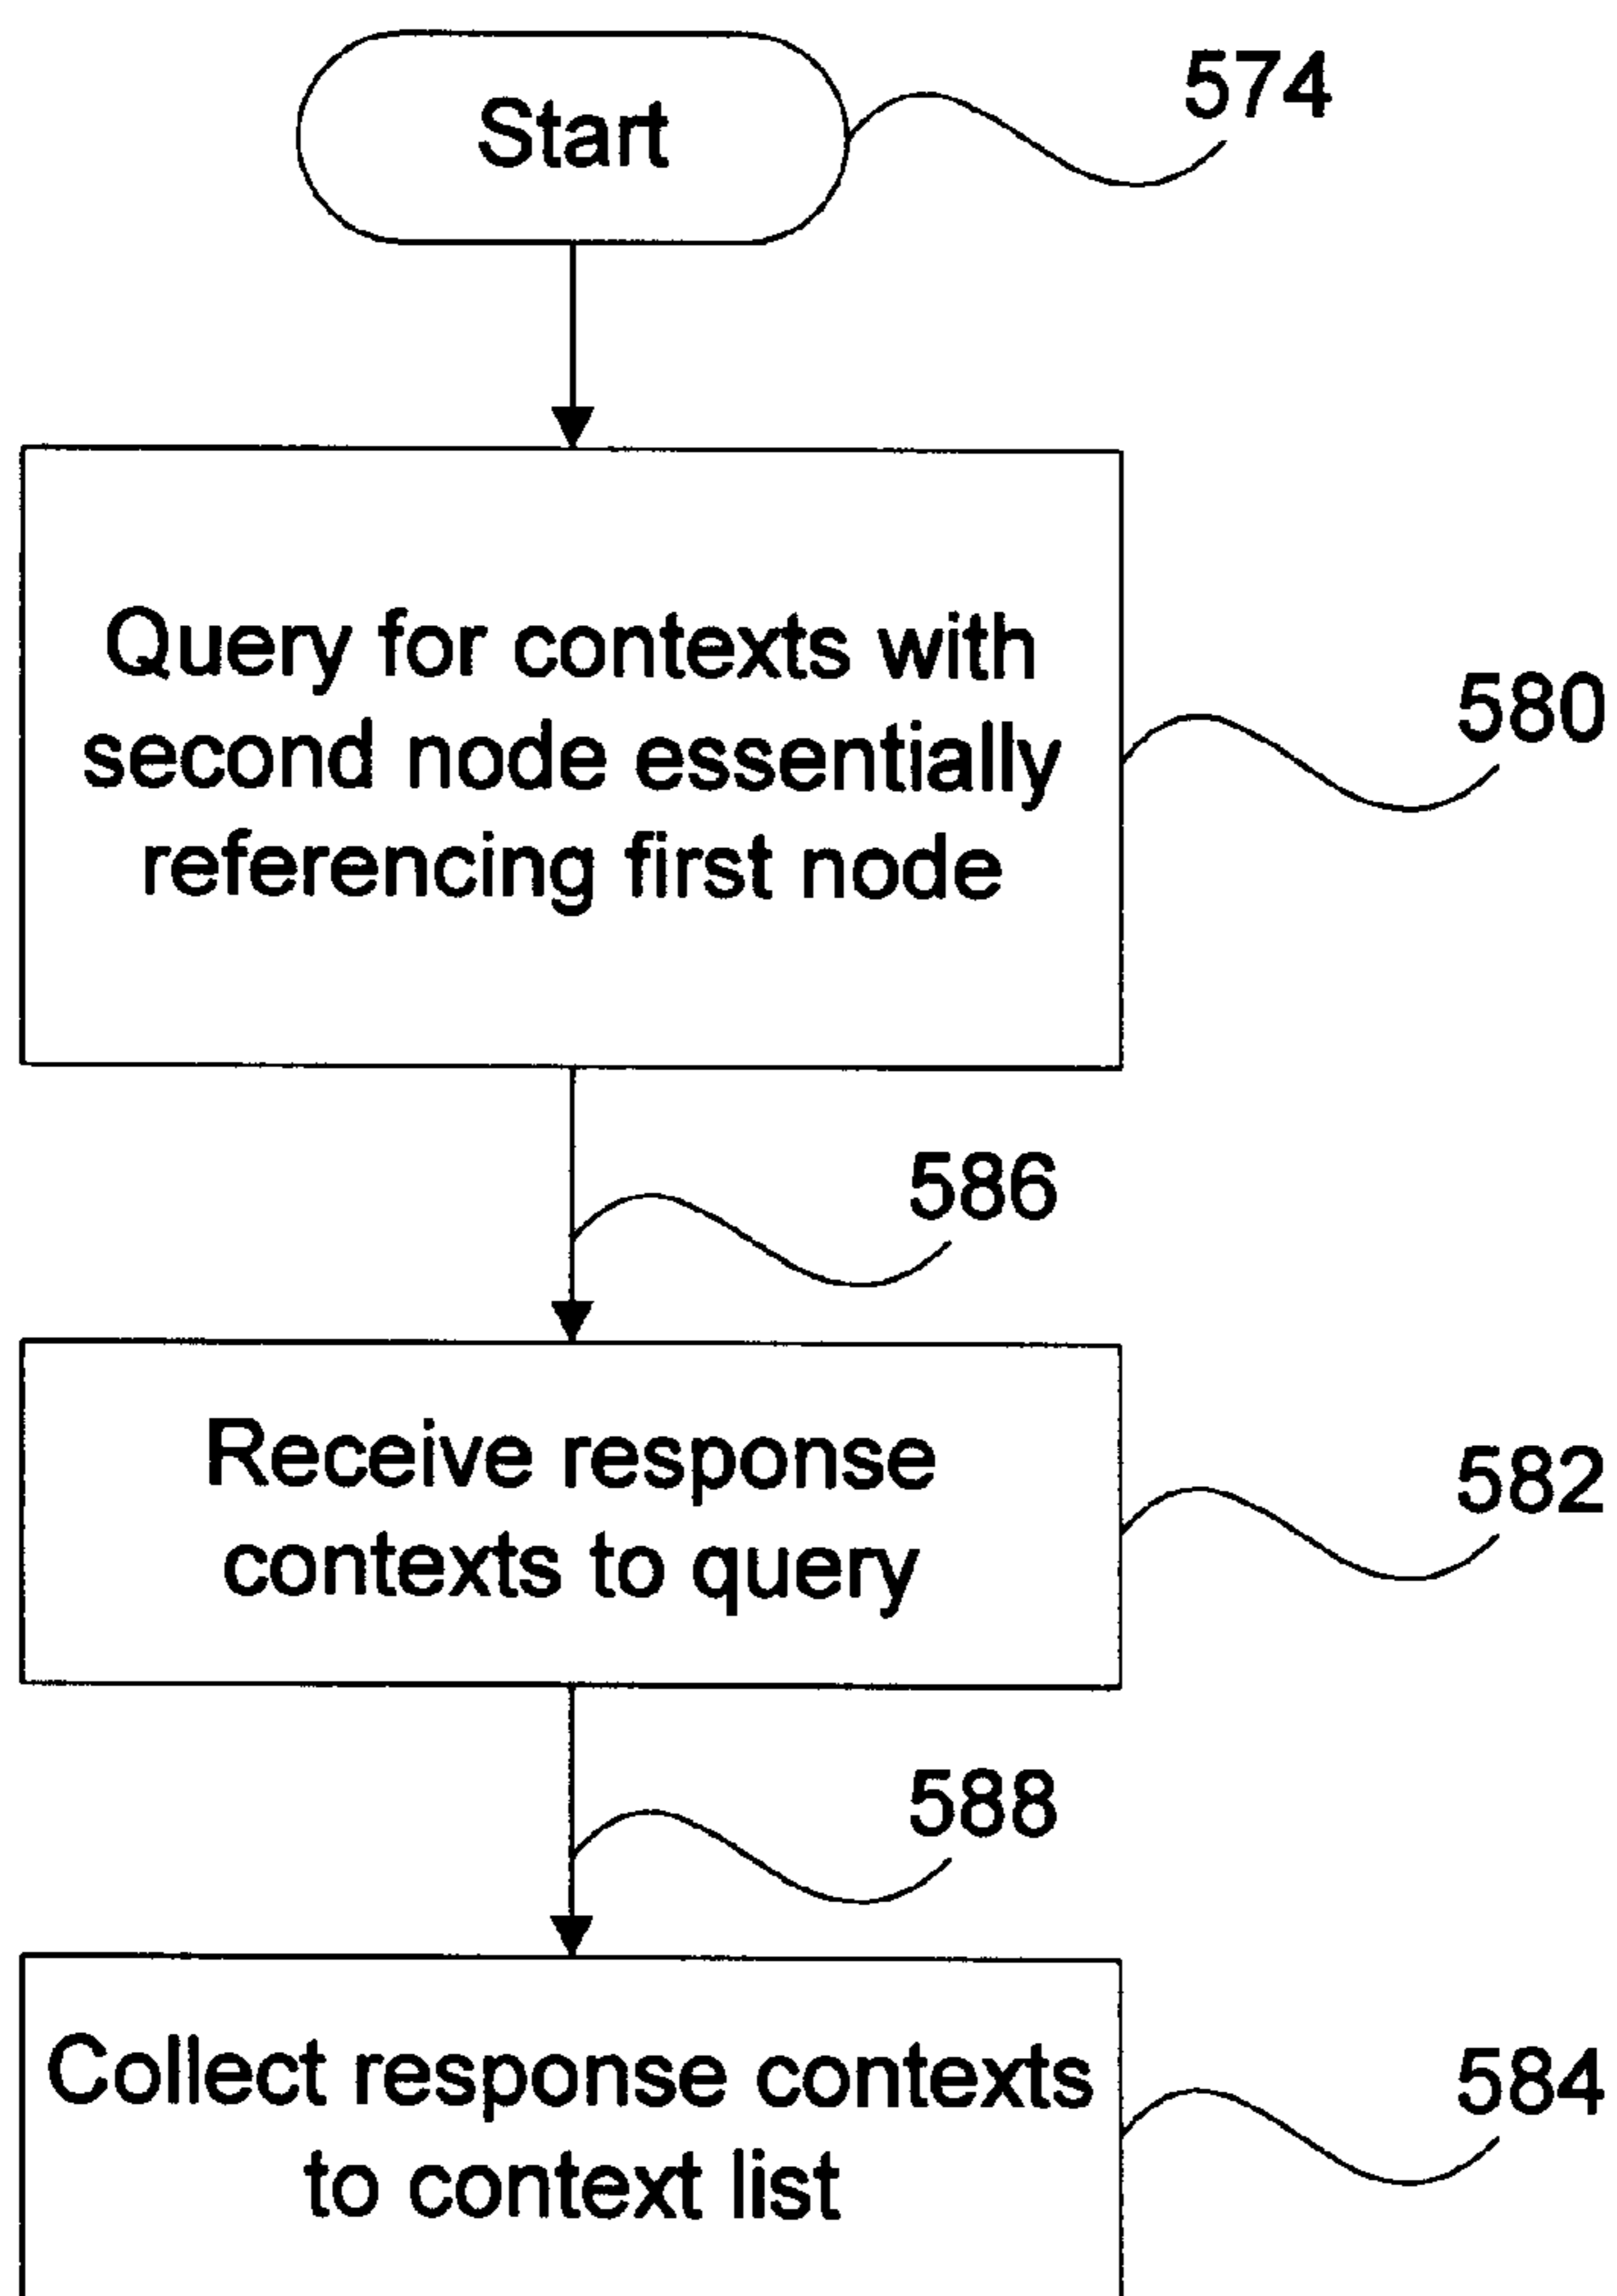 Start
574
Query for contexts with
second node essentially
referencing first node
580
586
Receive response
contexts to query
582
588
Collect response contexts
to context list
584